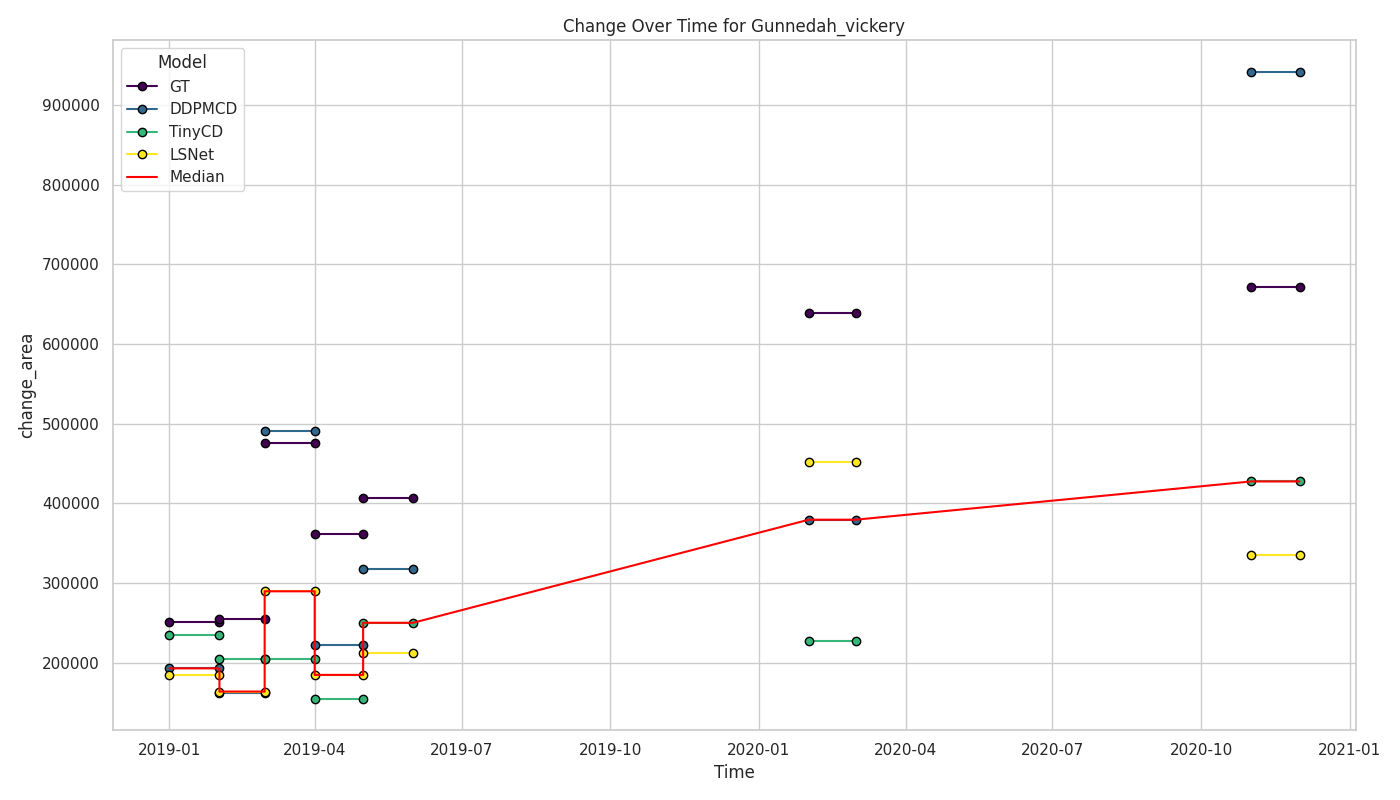 Change Over Time for Gunnedah_vickery
Model
GT
DDPMCD
TinyCD
LSNet
Median
change_area
900000
800000
700000
600000
500000
400000
300000
200000
2019-01
2019-04
2019-07
2019-10
2020-01
2020-04
2020-07
2020-10
2021-01
Time